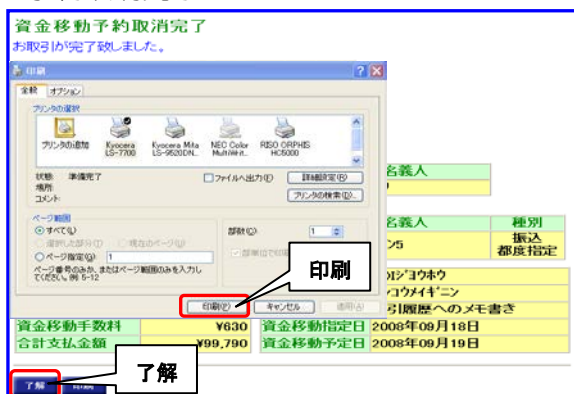 資金移動予約取消完了
お取引が完了致しました。
印刷
全般 オプション
プリンタの選択
プリンタの追加
Kyocera LS-7700
Kyocera Mita LS-9520DN...
NEC Color MultiWrit...
RISO ORPHIS HC5000
状態: 準備完了
場所:
コメント:
ファイルへ出力(F)
詳細設定(R)
プリンタの検索(D)...
名義人
ページ範囲
すべて(L)
選択した部分(T) 現在のページ(U)
ページ指定(G) 1
ページ番号のみか、またはページ範囲のみを入力してください。例 5-12
部数(C): 1
部単位で印
名義人 種別
ン5 振込
都度指定
印刷
印刷(P) キャンセル 適用(A)
引履歴へのメモ書き
資金移動手数料 ¥630 資金移動指定日 2008年09月18日
合計支払金額 ¥99,790 資金移動予定日 2008年09月19日
了解
了解 印刷